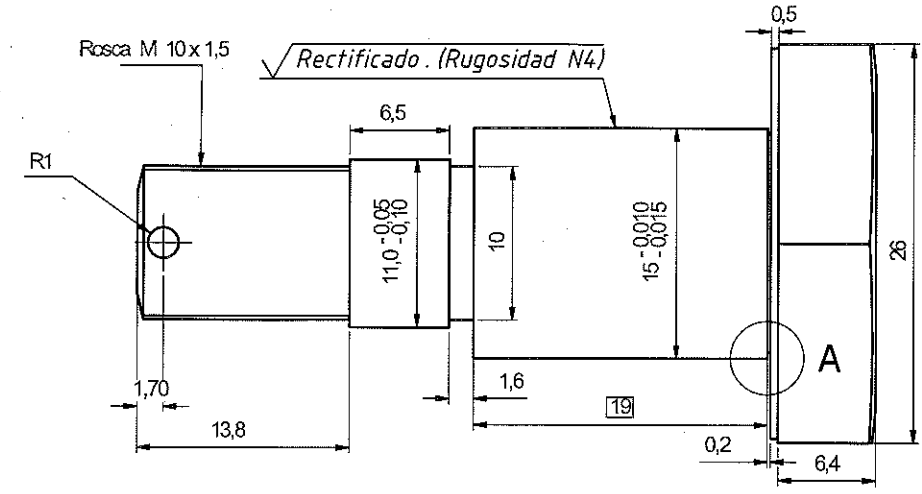 0,5
Rosca M 10 x 1,5
Rectificado . (Rugosidad N4)
6,5
R1
11,0 -0,05 -0,10
10
15 -0,010 -0,015
26
A
1,70
1,6
19
13,8
0,2
6,4